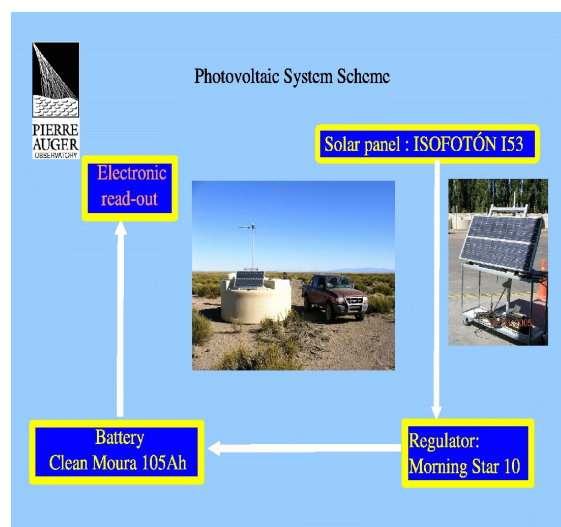 Photovoltaic System Scheme
PIERRE
AUGER
OBSERVATORY
Solar panel : ISOFOTÓN I53
Electronic
read-out
Battery
Clean Moura 105Ah
Regulator:
Morning Star 10